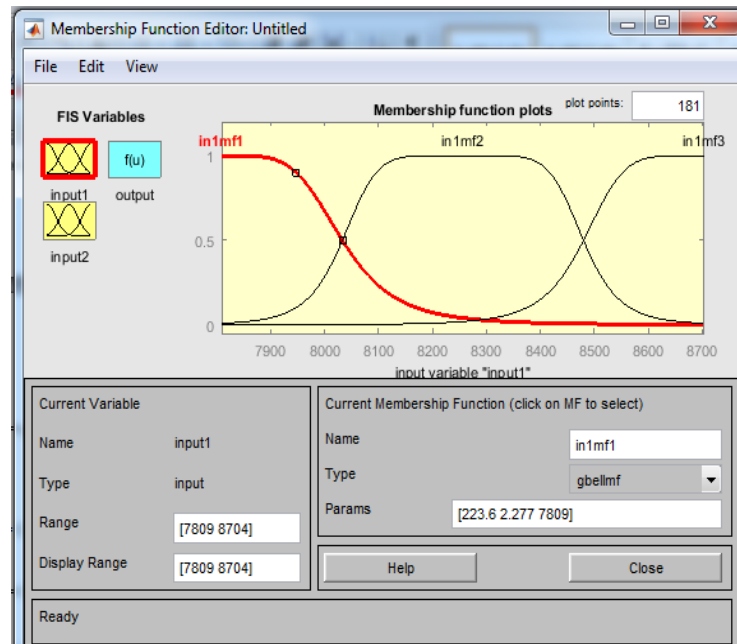 Membership Function Editor: Untitled
File Edit View
FIS Variables
f(u)
input1 output
input2
Membership function plots plot points: 181
in1mf1 in1mf2 in1mf3
1
0.5
0
7900 8000 8100 8200 8300 8400 8500 8600 8700
input variable "input1"
Current Variable
Name input1
Type input
Range [7809 8704]
Display Range [7809 8704]
Current Membership Function (click on MF to select)
Name in1mf1
Type gbellmf
Params [223.6 2.277 7809]
Help Close
Ready